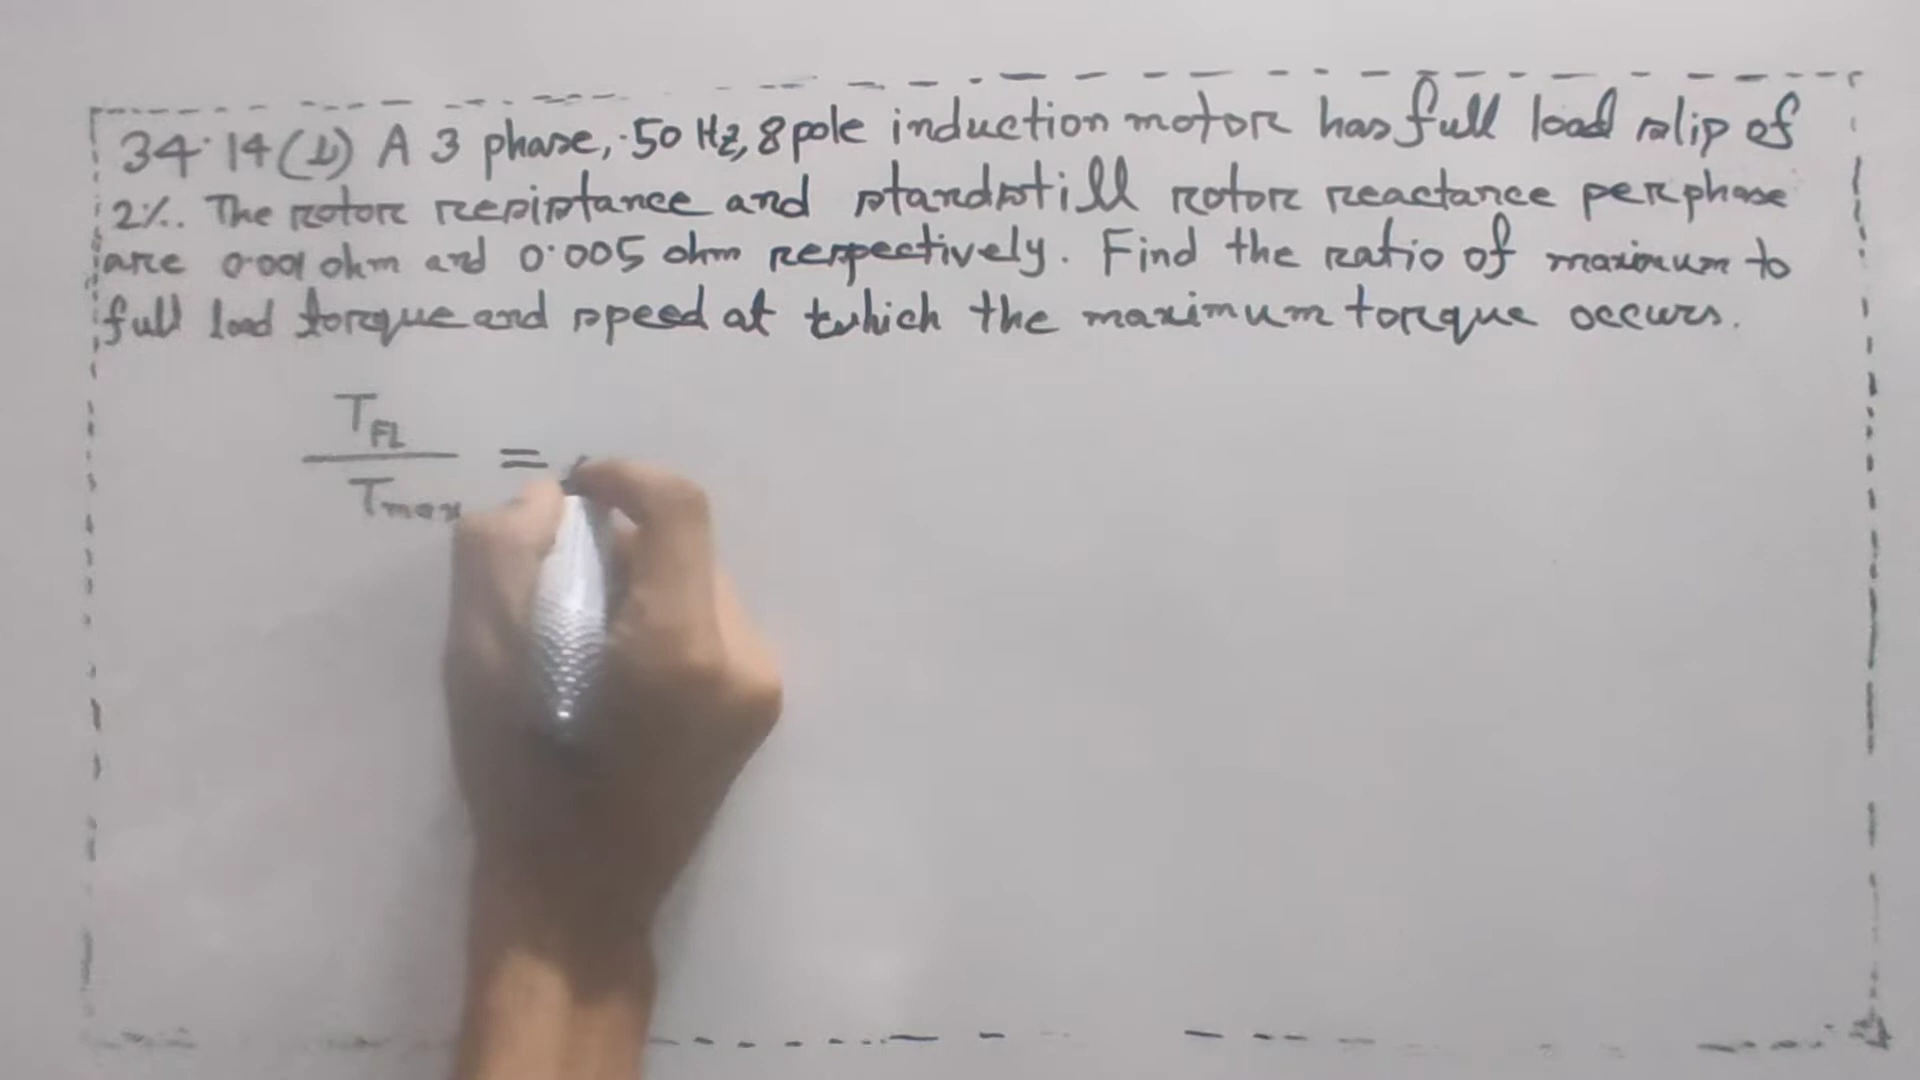 34.14(b) A 3 phase, 50 Hz, 8 pole induction motor has full load slip of
2%. The rotor resistance and standstill rotor reactance per phase
are 0.001 ohm and 0.005 ohm respectively. Find the ratio of maximum to
full load torque and speed at which the maximum torque occurs.
T_FL
=
T_max